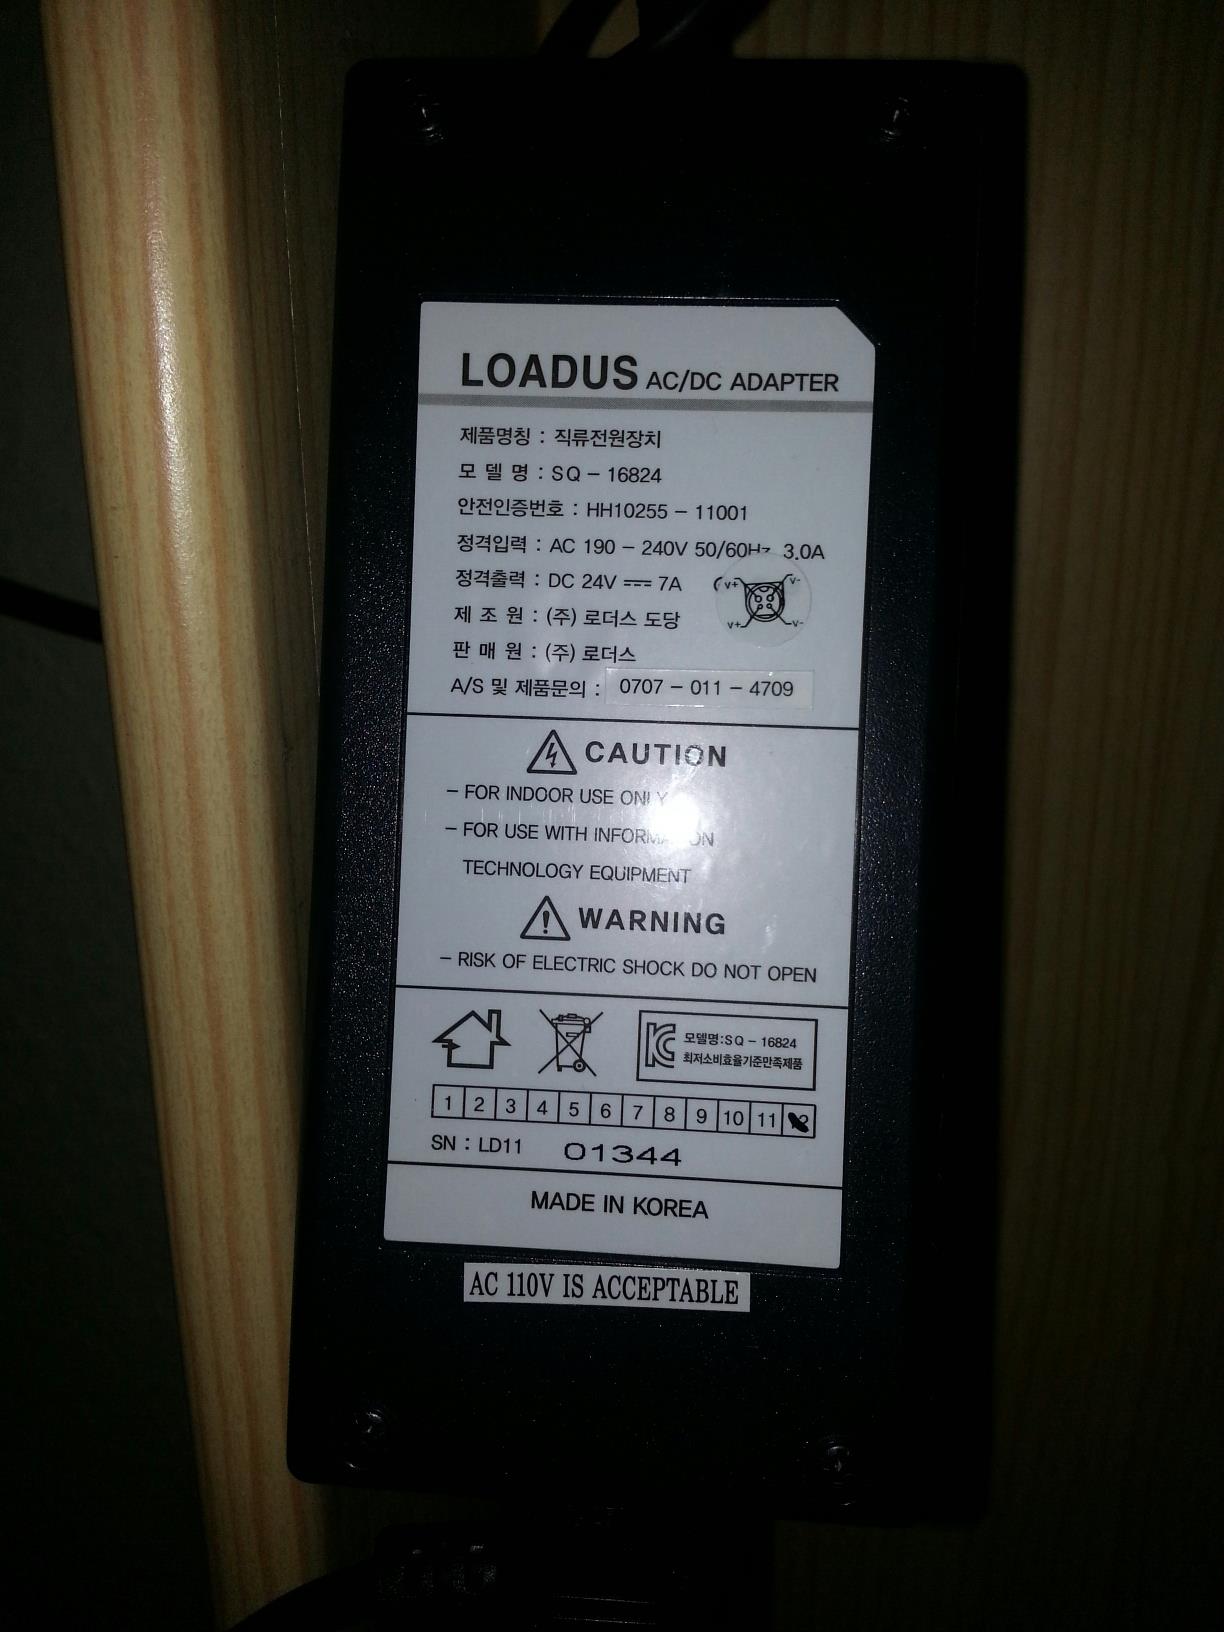 LOADUS AC/DC ADAPTER
제품명칭 : 직류전원장치
모 델 명 : SQ - 16824
안전인증번호 : HH10255 - 11001
정격입력 : AC 190 - 240V 50/60Hz 3.0A
정격출력 : DC 24V ⎓ 7A
V+ V-
V+ V-
제 조 원 : (주) 로더스 도당
판 매 원 : (주) 로더스
A/S 및 제품문의 : 0707 - 011 - 4709
CAUTION
- FOR INDOOR USE ONLY
- FOR USE WITH INFORMATION
TECHNOLOGY EQUIPMENT
WARNING
- RISK OF ELECTRIC SHOCK DO NOT OPEN
모델명:SQ - 16824
최저소비효율기준만족제품
1 2 3 4 5 6 7 8 9 10 11 12
SN : LD11 01344
MADE IN KOREA
AC 110V IS ACCEPTABLE